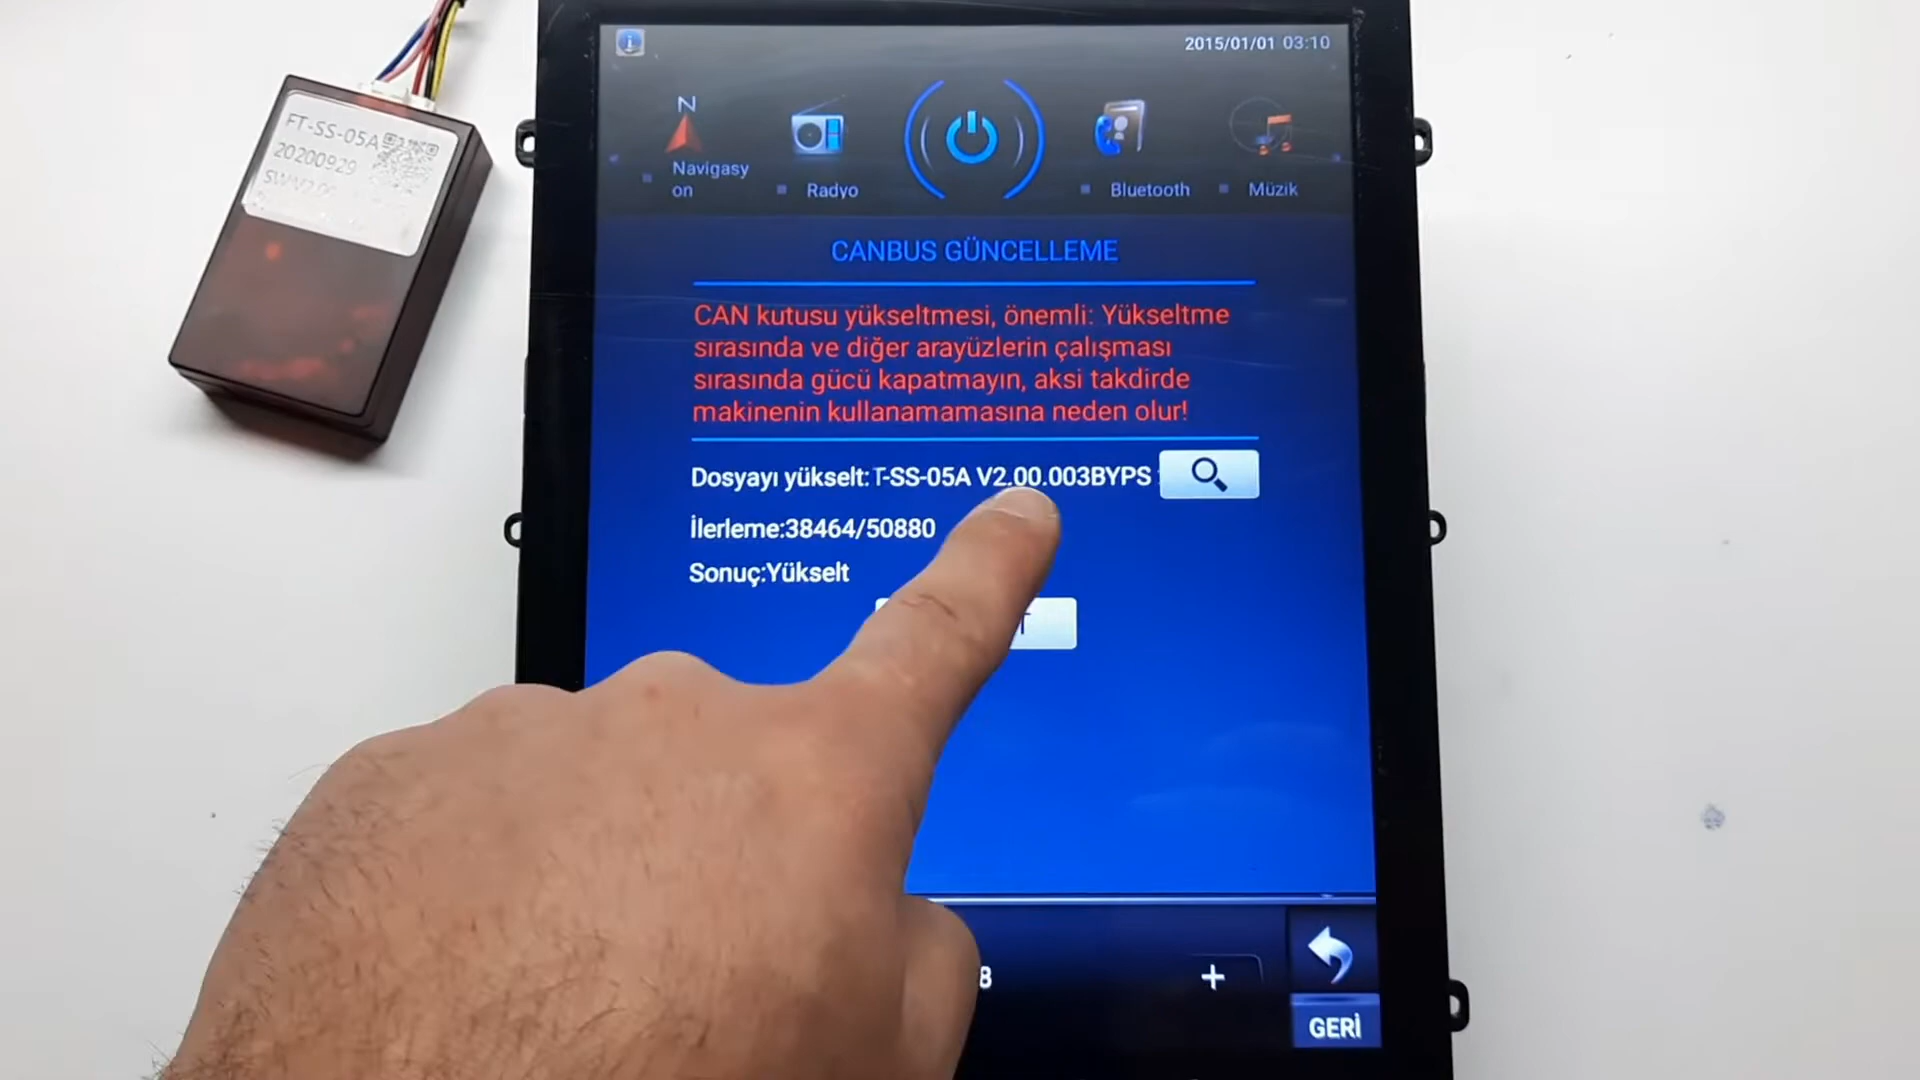 FT-SS-05A
20200929
2015/01/01 03:10
N
Navigasy
on
Radyo
Bluetooth
Müzik
CANBUS GÜNCELLEME
CAN kutusu yükseltmesi, önemli: Yükseltme
sırasında ve diğer arayüzlerin çalışması
sırasında gücü kapatmayın, aksi takdirde
makinenin kullanamamasına neden olur!
Dosyayı yükselt:T-SS-05A V2.00.003BYPS
İlerleme:38464/50880
Sonuç:Yükselt
T
8
+
GERİ